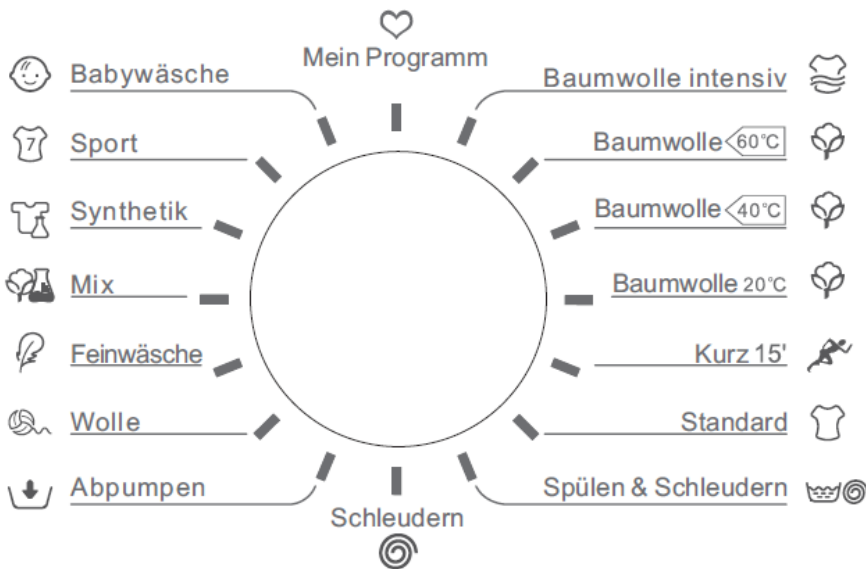 Mein Programm
Babywäsche
Baumwolle intensiv
7 Sport
Baumwolle 60°C
Synthetik
Baumwolle 40°C
Mix
Baumwolle 20°C
Feinwäsche
Kurz 15'
Wolle
Standard
Abpumpen
Spülen & Schleudern
Schleudern